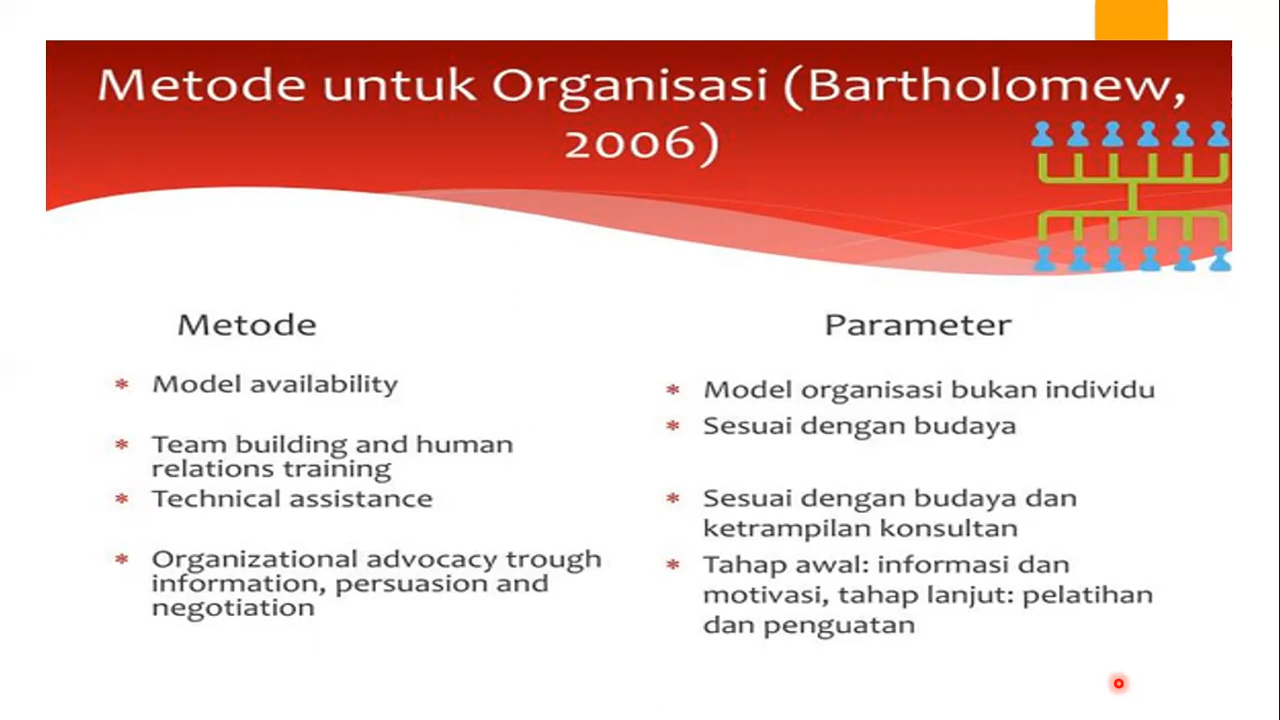 Metode untuk Organisasi (Bartholomew,
2006)
Metode
Model availability
Team building and human
relations training
Technical assistance
Organizational advocacy trough
information, persuasion and
negotiation
Parameter
Model organisasi bukan individu
Sesuai dengan budaya
Sesuai dengan budaya dan
ketrampilan konsultan
Tahap awal: informasi dan
motivasi, tahap lanjut: pelatihan
dan penguatan